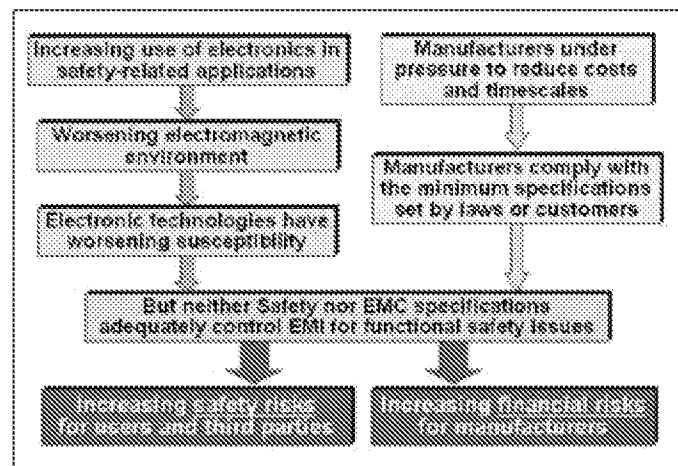 Increasing use of electronics in
safety-related applications
Worsening electromagnetic
environment
Electronic technologies have
worsening susceptibility
Manufacturers under
pressure to reduce costs
and timescales
Manufacturers comply with
the minimum specifications
set by laws or customers
But neither Safety nor EMC specifications
adequately control EMI for functional safety issues
Increasing safety risks
for users and third parties
Increasing financial risks
for manufacturers